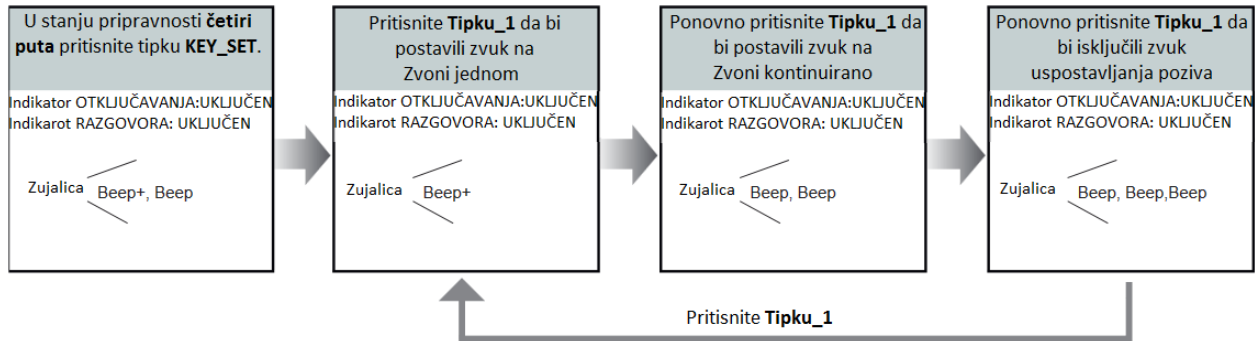 U stanju pripravnosti četiri
puta pritisnite tipku KEY_SET.
Indikator OTKLJUČAVANJA:UKLJUČEN
Indikarot RAZGOVORA: UKLJUČEN
Zujalica
Beep+, Beep
Pritisnite Tipku_1 da bi
postavili zvuk na
Zvoni jednom
Indikator OTKLJUČAVANJA:UKLJUČEN
Indikarot RAZGOVORA: UKLJUČEN
Zujalica
Beep+
Ponovno pritisnite Tipku_1 da
bi postavili zvuk na
Zvoni kontinuirano
Indikator OTKLJUČAVANJA:UKLJUČEN
Indikarot RAZGOVORA: UKLJUČEN
Zujalica
Beep, Beep
Ponovno pritisnite Tipku_1 da
bi isključili zvuk
uspostavljanja poziva
Indikator OTKLJUČAVANJA:UKLJUČEN
Indikarot RAZGOVORA: UKLJUČEN
Zujalica
Beep, Beep,Beep
Pritisnite Tipku_1